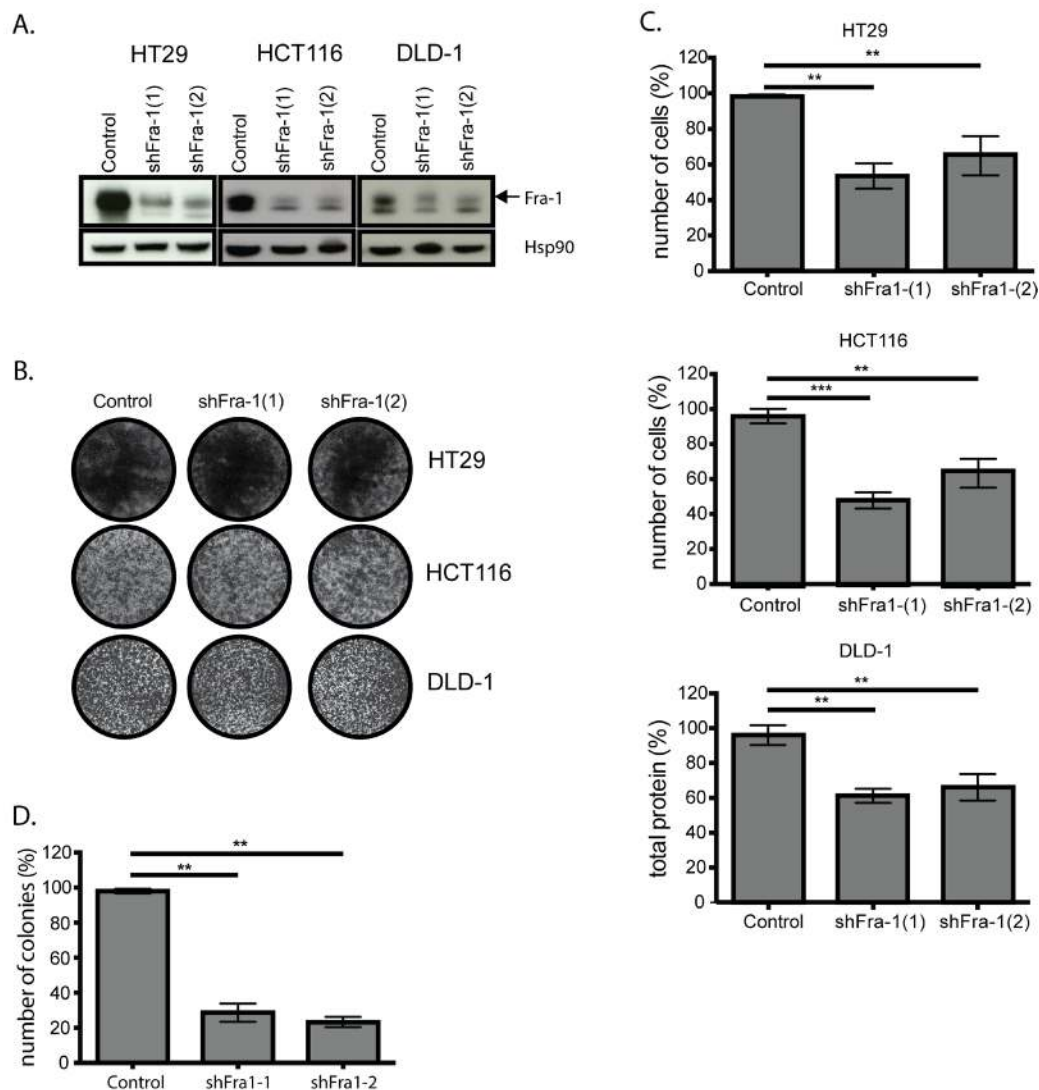 A.
HT29 HCT116 DLD-1
Control shFra-1(1) shFra-1(2) Control shFra-1(1) shFra-1(2) Control shFra-1(1) shFra-1(2)
Fra-1
Hsp90
B.
Control shFra-1(1) shFra-1(2)
HT29
HCT116
DLD-1
C.
HT29
number of cells (%)
120
100
80
60
40
20
0
**
**
Control shFra1-(1) shFra1-(2)
HCT116
number of cells (%)
120
100
80
60
40
20
0
**
***
Control shFra1-(1) shFra1-(2)
DLD-1
total protein (%)
120
100
80
60
40
20
0
**
**
Control shFra-1(1) shFra-1(2)
D.
number of colonies (%)
120
100
80
60
40
20
0
**
**
Control shFra1-1 shFra1-2